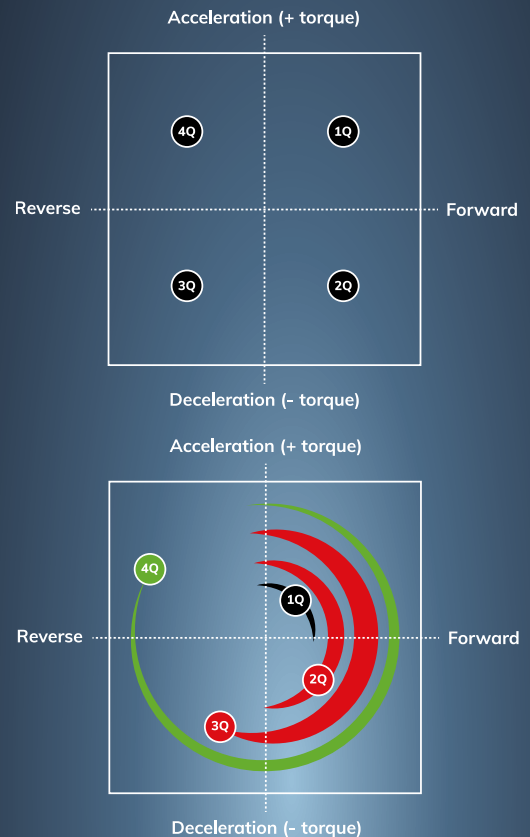 Acceleration (+ torque)
4Q 1Q
Reverse Forward
3Q 2Q
Deceleration (- torque)
Acceleration (+ torque)
4Q
1Q
Reverse Forward
2Q
3Q
Deceleration (- torque)